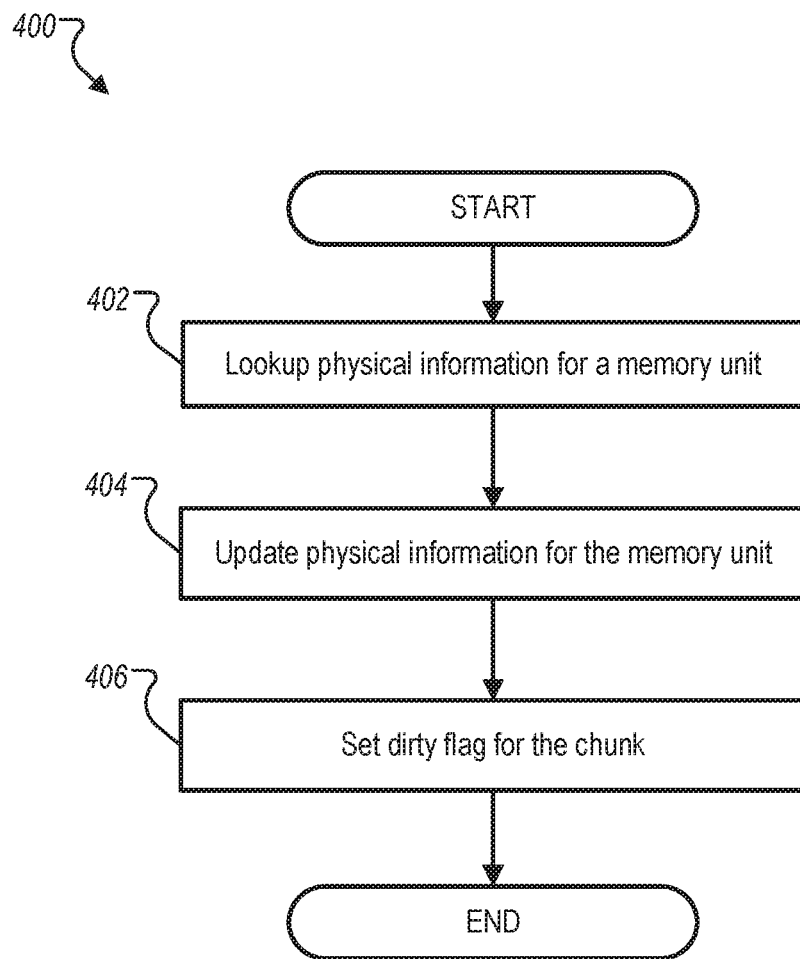 400
START
402
Lookup physical information for a memory unit
404
Update physical information for the memory unit
406
Set dirty flag for the chunk
END